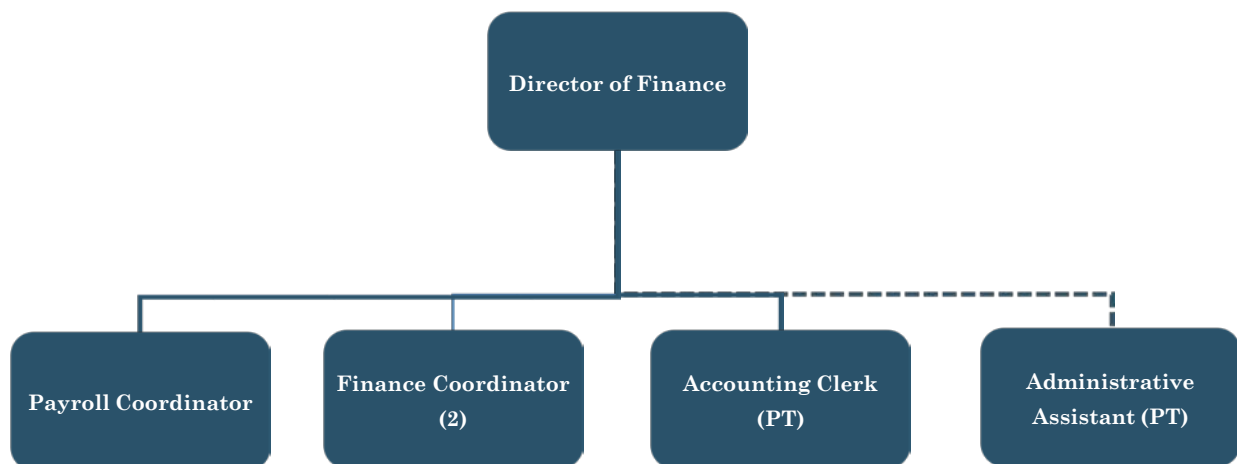 Director of Finance
Payroll Coordinator
Finance Coordinator
(2)
Accounting Clerk
(PT)
Administrative
Assistant (PT)